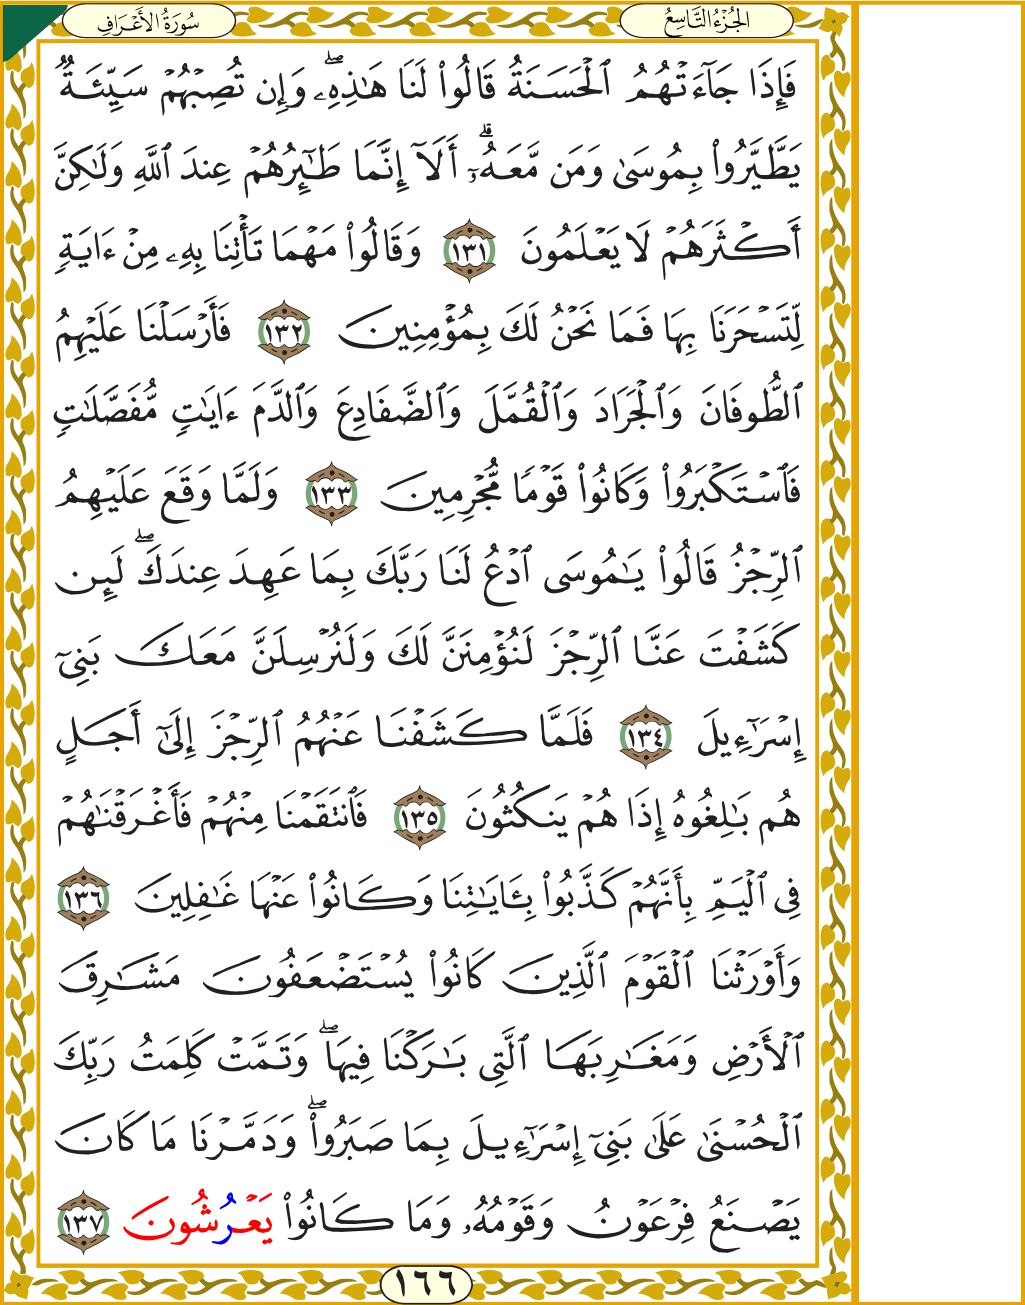 سُورَةُ الأَعْرَافِ
الجُزْءُ التَّاسِعُ
فَإِذَا جَآءَتْهُمُ ٱلْحَسَنَةُ قَالُوا۟ لَنَا هَـٰذِهِۦ ۖ وَإِن تُصِبْهُمْ سَيِّئَةٌ
يَطَّيَّرُوا۟ بِمُوسَىٰ وَمَن مَّعَهُۥٓ ۗ أَلَآ إِنَّمَا طَـٰٓئِرُهُمْ عِندَ ٱللَّهِ وَلَـٰكِنَّ
أَكْثَرَهُمْ لَا يَعْلَمُونَ ١٣١ وَقَالُوا۟ مَهْمَا تَأْتِنَا بِهِۦ مِنْ ءَايَةٍ
لِّتَسْحَرَنَا بِهَا فَمَا نَحْنُ لَكَ بِمُؤْمِنِينَ ١٣٢ فَأَرْسَلْنَا عَلَيْهِمُ
ٱلطُّوفَانَ وَٱلْجَرَادَ وَٱلْقُمَّلَ وَٱلضَّفَادِعَ وَٱلدَّمَ ءَايَـٰتٍ مُّفَصَّلَـٰتٍ
فَٱسْتَكْبَرُوا۟ وَكَانُوا۟ قَوْمًا مُّجْرِمِينَ ١٣٣ وَلَمَّا وَقَعَ عَلَيْهِمُ
ٱلرِّجْزُ قَالُوا۟ يَـٰمُوسَى ٱدْعُ لَنَا رَبَّكَ بِمَا عَهِدَ عِندَكَ ۖ لَئِن
كَشَفْتَ عَنَّا ٱلرِّجْزَ لَنُؤْمِنَنَّ لَكَ وَلَنُرْسِلَنَّ مَعَكَ بَنِىٓ
إِسْرَٰٓءِيلَ ١٣٤ فَلَمَّا كَشَفْنَا عَنْهُمُ ٱلرِّجْزَ إِلَىٰٓ أَجَلٍ
هُم بَـٰلِغُوهُ إِذَا هُمْ يَنكُثُونَ ١٣٥ فَٱنتَقَمْنَا مِنْهُمْ فَأَغْرَقْنَـٰهُمْ
فِى ٱلْيَمِّ بِأَنَّهُمْ كَذَّبُوا۟ بِـَٔايَـٰتِنَا وَكَانُوا۟ عَنْهَا غَـٰفِلِينَ ١٣٦
وَأَوْرَثْنَا ٱلْقَوْمَ ٱلَّذِينَ كَانُوا۟ يُسْتَضْعَفُونَ مَشَـٰرِقَ
ٱلْأَرْضِ وَمَغَـٰرِبَهَا ٱلَّتِى بَـٰرَكْنَا فِيهَا ۖ وَتَمَّتْ كَلِمَتُ رَبِّكَ
ٱلْحُسْنَىٰ عَلَىٰ بَنِىٓ إِسْرَٰٓءِيلَ بِمَا صَبَرُوا۟ ۖ وَدَمَّرْنَا مَا كَانَ
يَصْنَعُ فِرْعَوْنُ وَقَوْمُهُۥ وَمَا كَانُوا۟ يَعْرُشُونَ ١٣٧
١٦٦